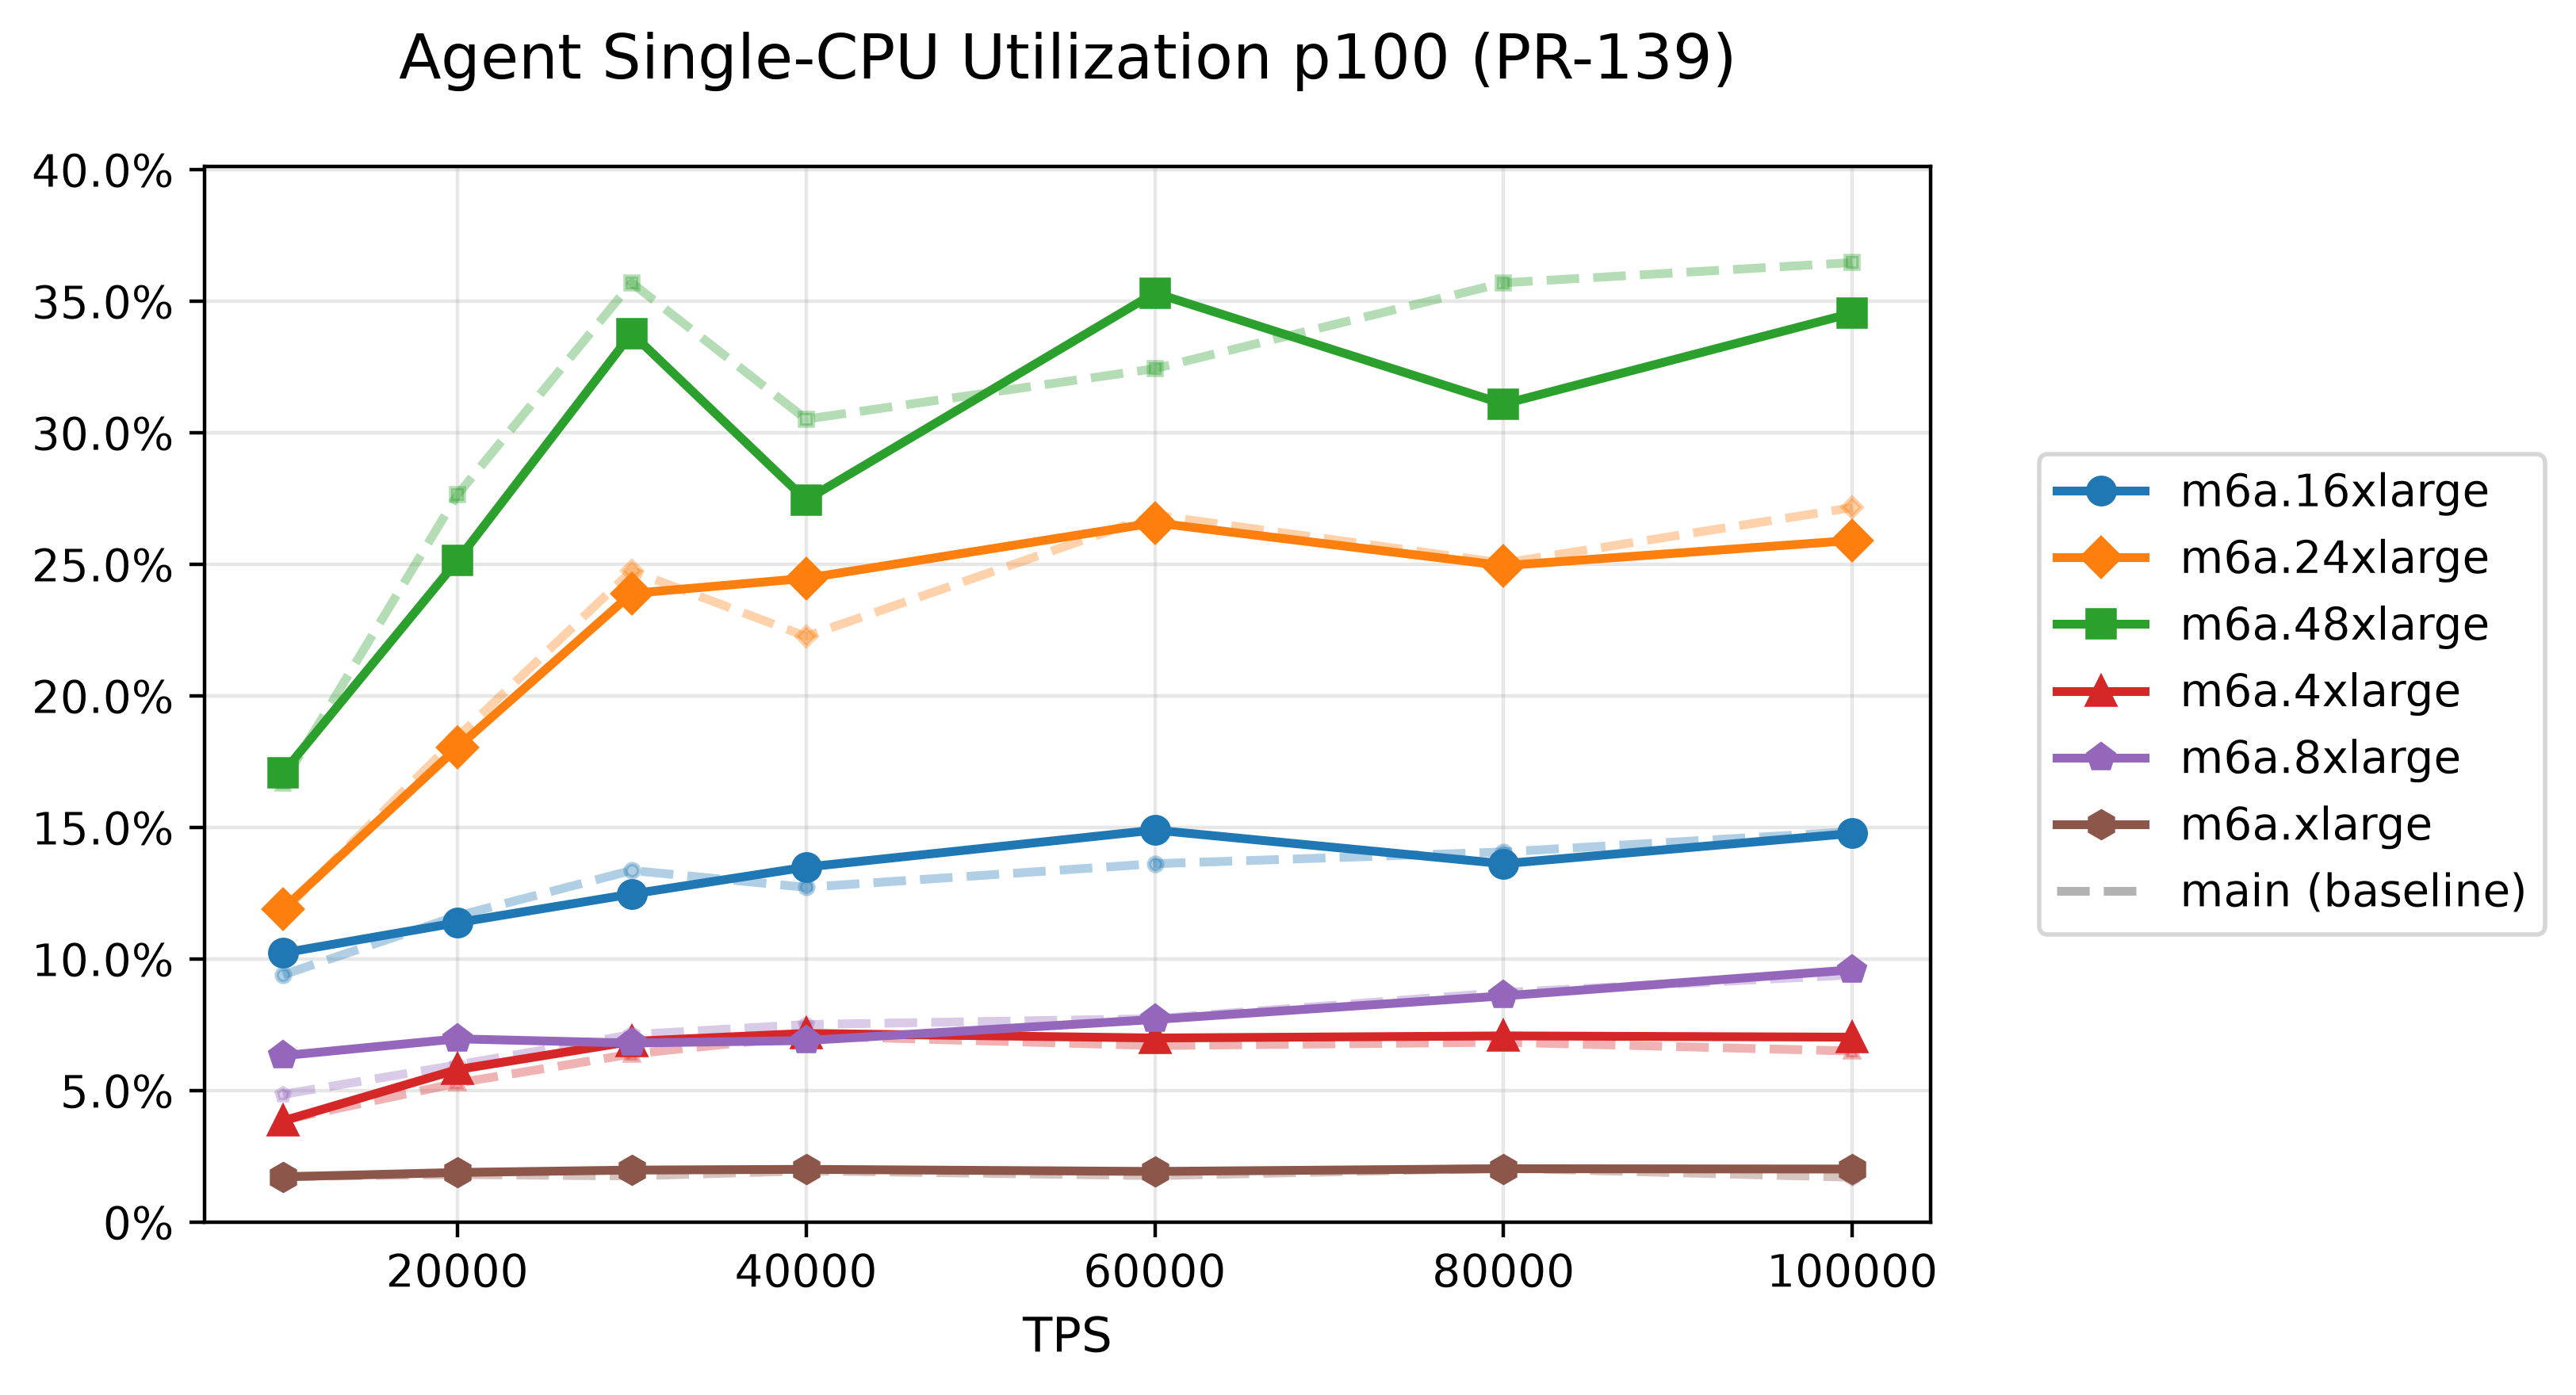 Agent Single-CPU Utilization p100 (PR-139)
40.0%
35.0%
30.0%
25.0%
20.0%
15.0%
10.0%
5.0%
0%
20000 40000 60000 80000 100000
TPS
m6a.16xlarge
m6a.24xlarge
m6a.48xlarge
m6a.4xlarge
m6a.8xlarge
m6a.xlarge
main (baseline)